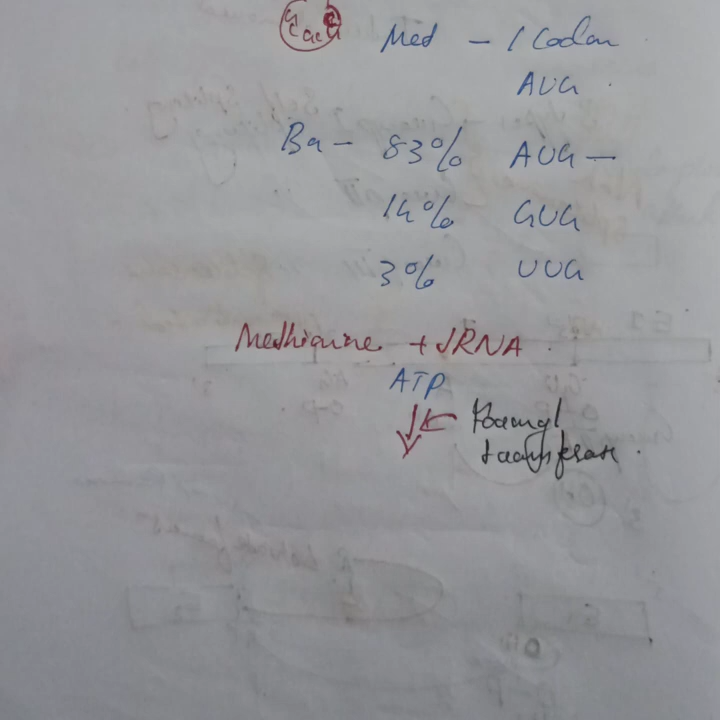 Med - 1 Codon
AUG
Ba - 83% AUG -
14% GUG
3% UUG
Methionine + tRNA
ATP
Formyl
transferase.